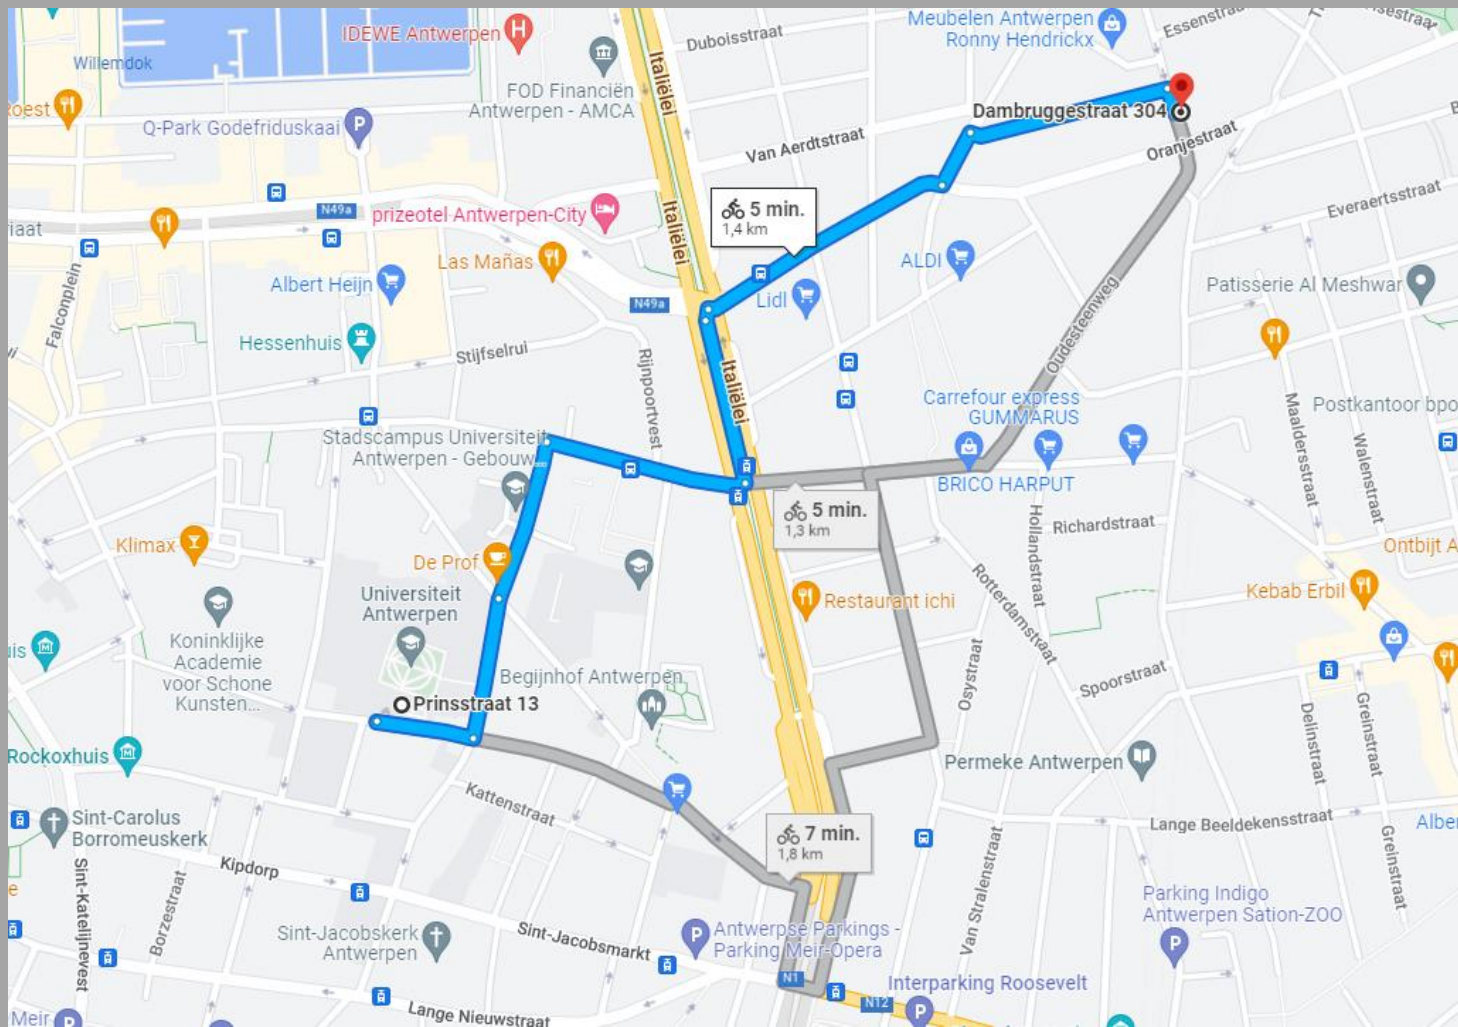 Meubelen Antwerpen
Ronny Hendrickx
Essenstraat
IDEWE Antwerpen
Duboisstraat
Italiëlei
Willemdok
FOD Financiën
Antwerpen - AMCA
Dambruggestraat 304
Q-Park Godefriduskaai
Van Aerdtstraat
Oranjestraat
5 min.
1,4 km
N49a
prizeotel Antwerpen-City
Italiëlei
Everaertsstraat
Las Mañas
ALDI
Albert Heijn
N49a
Lidl
Patisserie Al Meshwar
Falconplein
Hessenhuis
Stijfselrui
Rijnpoortvest
Italiëlei
Oudesteenweg
Carrefour express
GUMMARUS
Maaldersstraat
Walenstraat
Postkantoor bpo
Stadscampus Universiteit
Antwerpen - Gebouw...
BRICO HARPUT
5 min.
1,3 km
Hollandstraat
Richardstraat
Klimax
De Prof
Ontbijt A
Universiteit
Antwerpen
Restaurant ichi
Rotterdamstraat
Kebab Erbil
Koninklijke
Academie
voor Schone
Kunsten...
Begijnhof Antwerpen
Osystraat
Spoorstraat
Prinsstraat 13
Delinstraat
Greinstraat
Rockoxhuis
Permeke Antwerpen
Kattenstraat
Sint-Carolus
Borromeuskerk
7 min.
1,8 km
Lange Beeldekensstraat
Albe
Greinstraat
Kipdorp
Sint-Katelijnevest
Borzestraat
Van Stralenstraat
Parking Indigo
Antwerpen Sation-ZOO
Sint-Jacobskerk
Antwerpen
Sint-Jacobsmarkt
Antwerpse Parkings -
Parking Meir-Opera
N1
Interparking Roosevelt
N12
Meir
Lange Nieuwstraat